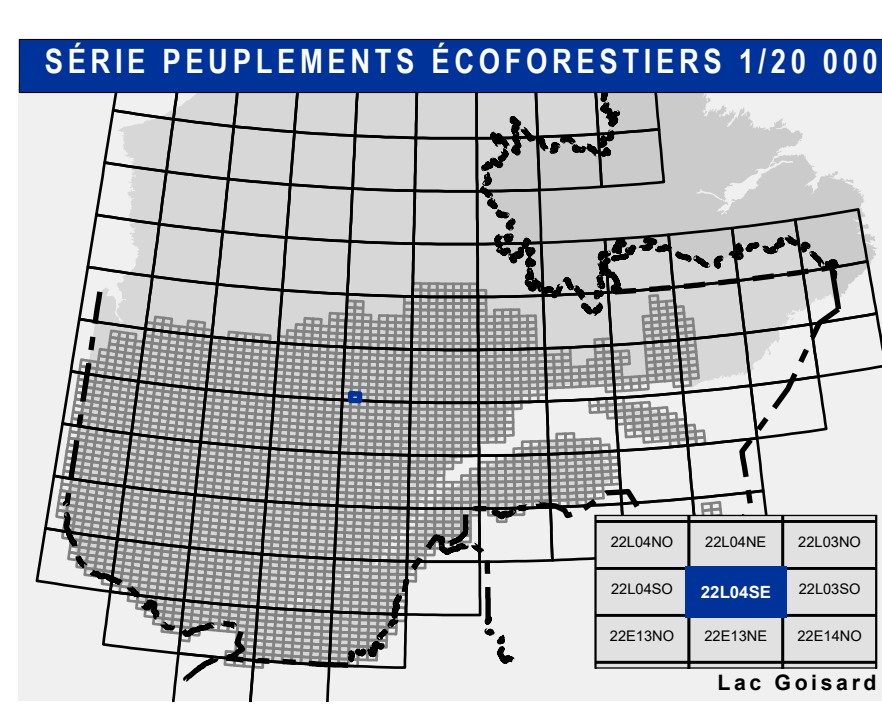 SÉRIE PEUPLEMENTS ÉCOFORESTIERS 1/20 000
22L04NO 22L04NE 22L03NO
22L04SO 22L04SE 22L03SO
22E13NO 22E13NE 22E14NO
Lac Goisard